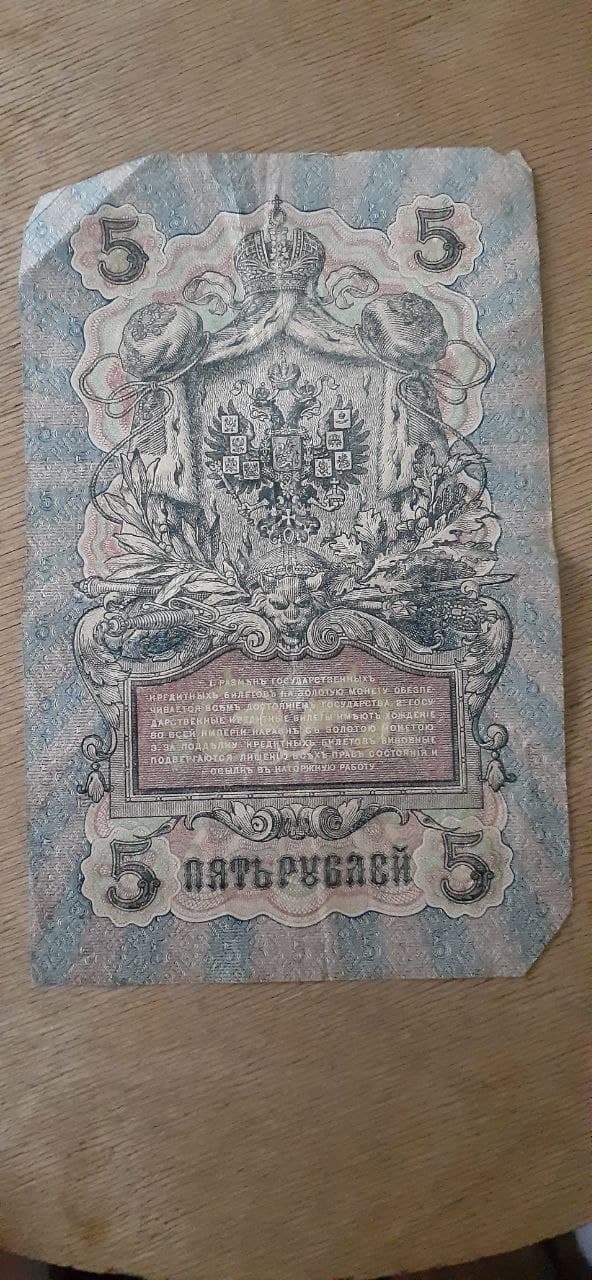 5 5
1. РАЗМѢНЪ ГОСУДАРСТВЕННЫХЪ
КРЕДИТНЫХЪ БИЛЕТОВЪ НА ЗОЛОТУЮ МОНЕТУ ОБЕЗПЕ-
ЧИВАЕТСЯ ВСѢМЪ ДОСТОЯНІЕМЪ ГОСУДАРСТВА. 2. ГОСУ-
ДАРСТВЕННЫЕ КРЕДИТНЫЕ БИЛЕТЫ ИМѢЮТЪ ХОЖДЕНІЕ
ВО ВСЕЙ ИМПЕРІИ НАРАВНѢ СЪ ЗОЛОТОЮ МОНЕТОЮ
3. ЗА ПОДДѢЛКУ КРЕДИТНЫХЪ БИЛЕТОВЪ ВИНОВНЫЕ
ПОДВЕРГАЮТСЯ ЛИШЕНІЮ ВСѢХЪ ПРАВЪ СОСТОЯНІЯ И
ССЫЛКѢ ВЪ КАТОРЖНУЮ РАБОТУ
5 ПЯТЬ РУБЛЕЙ 5